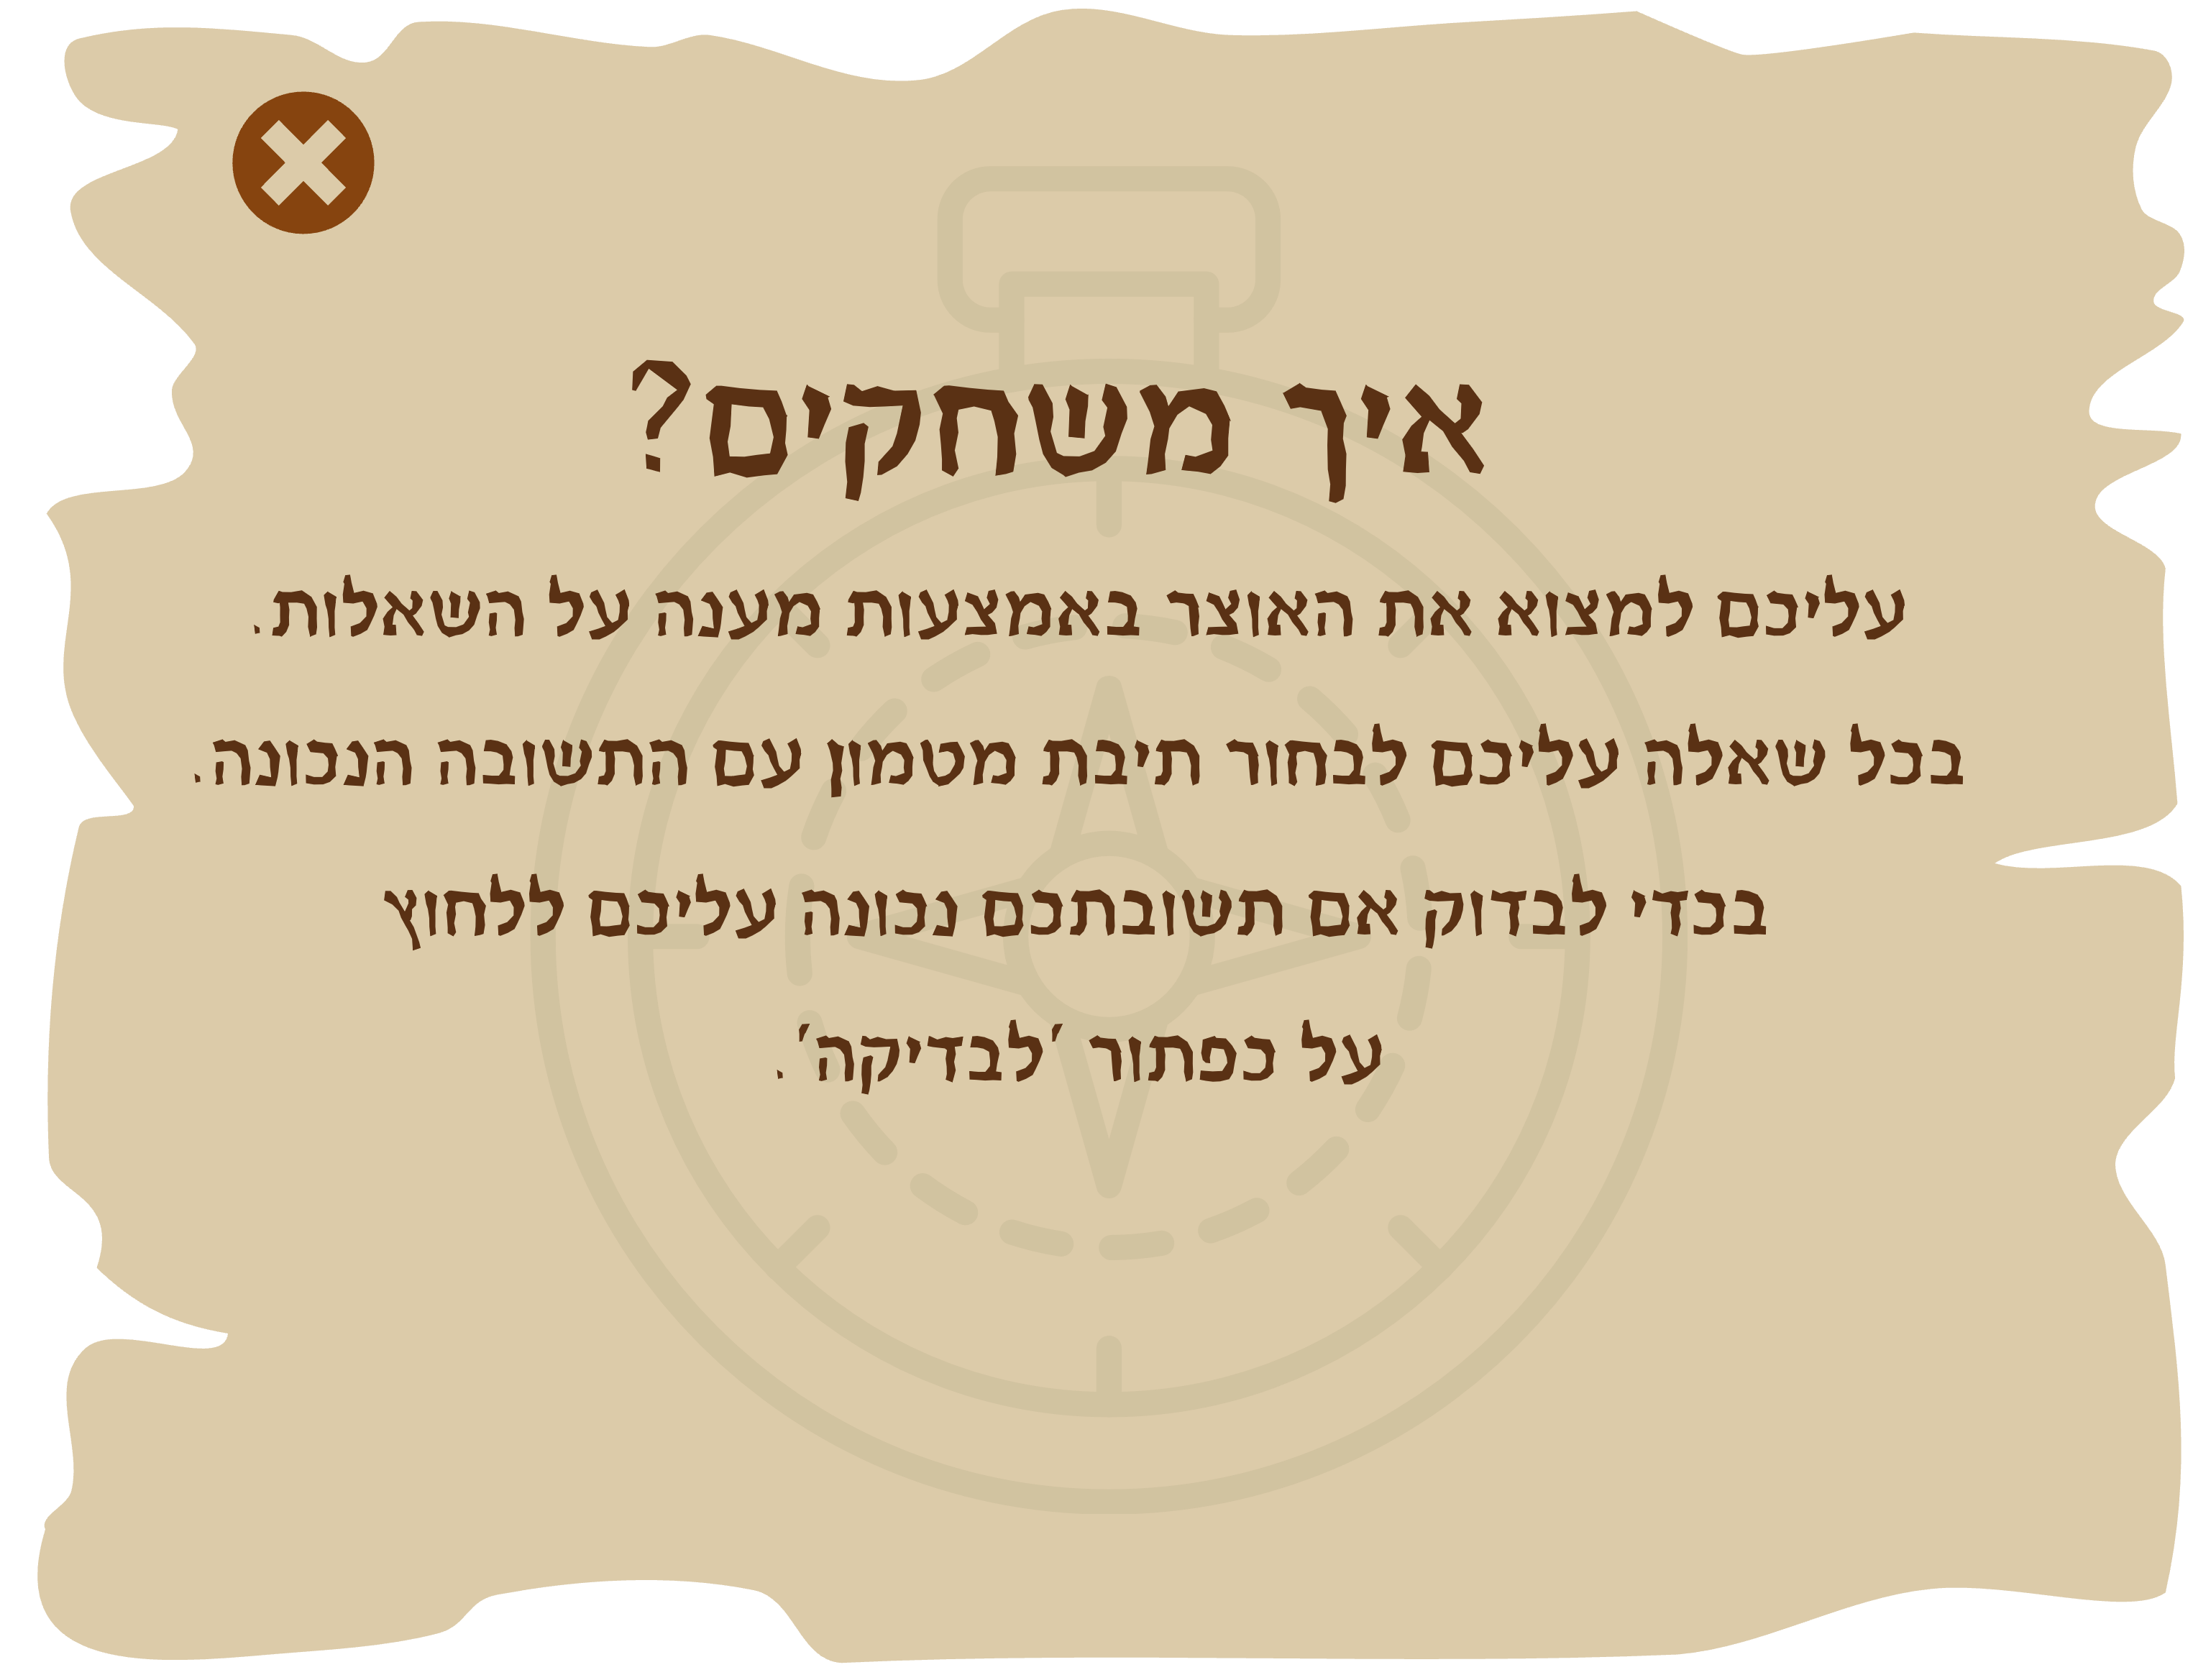 איך משחקים?
עליכם למצוא את האוצר באמצעות מענה על השאלות.
בכל שאלה עליכם לבחור תיבת מטמון עם התשובה הנכונה.
בכדי לבדוק אם תשובתכם נכונה עליכם ללחוץ
על כפתור 'לבדיקה'.